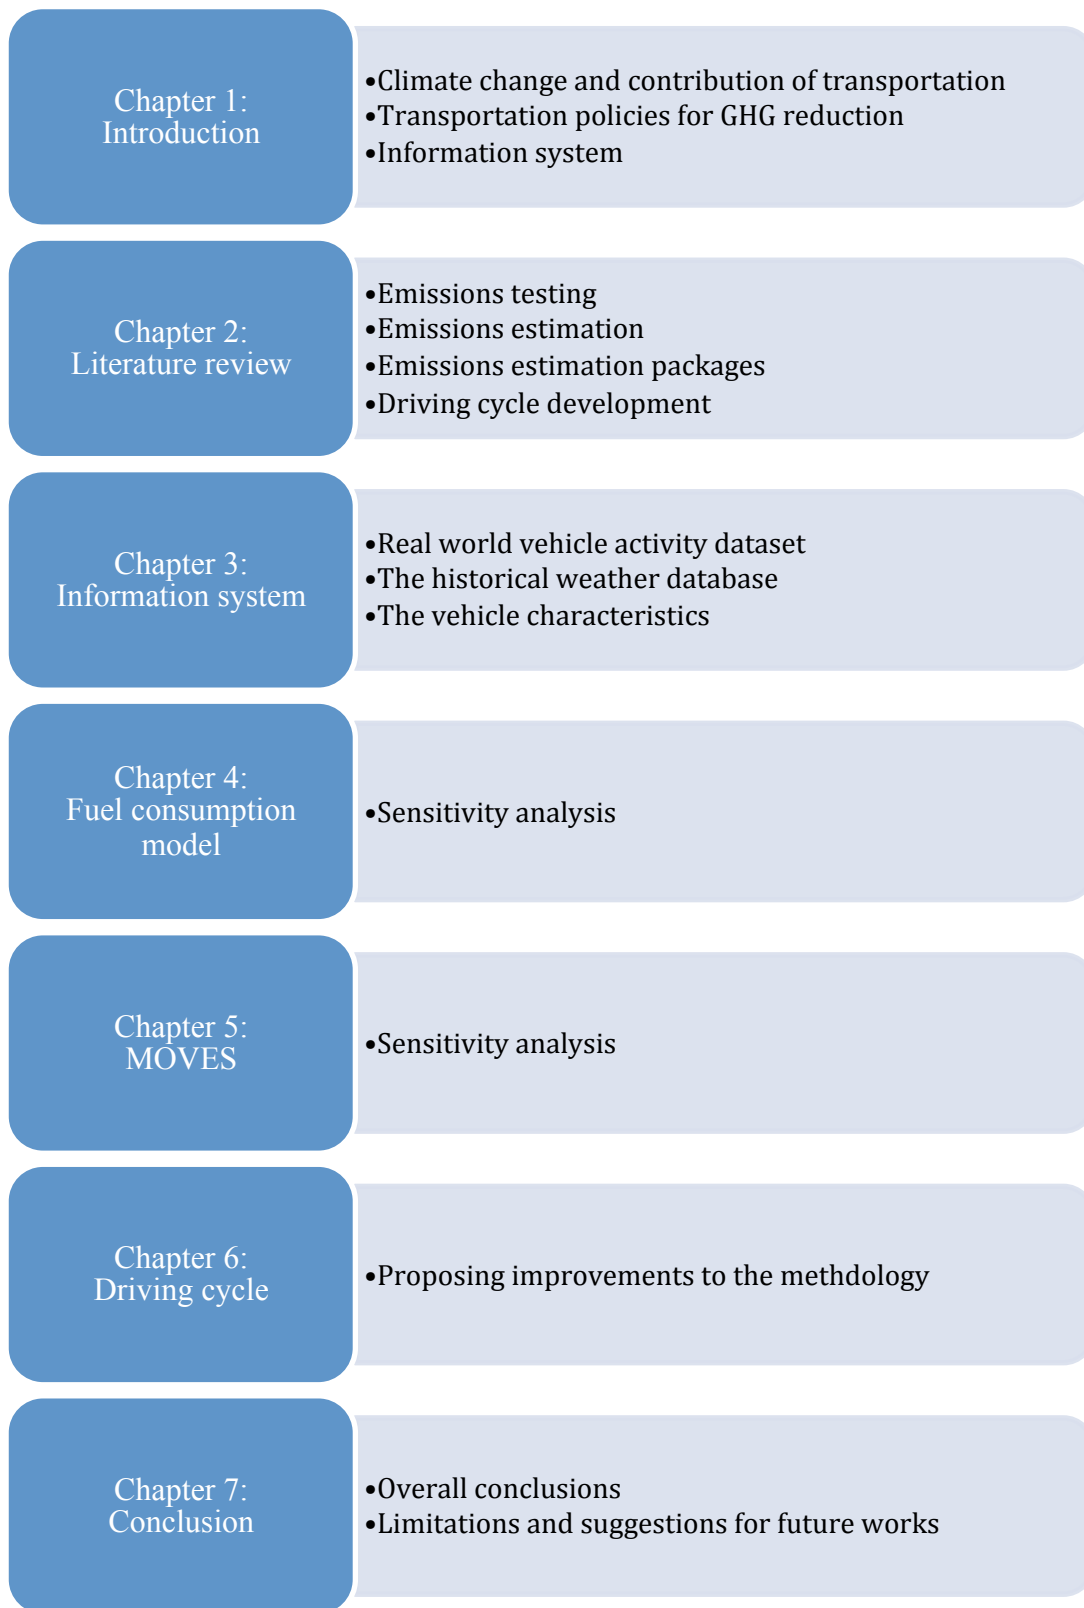 Chapter 1:
Introduction
•Climate change and contribution of transportation
•Transportation policies for GHG reduction
•Information system
Chapter 2:
Literature review
•Emissions testing
•Emissions estimation
•Emissions estimation packages
•Driving cycle development
Chapter 3:
Information system
•Real world vehicle activity dataset
•The historical weather database
•The vehicle characteristics
Chapter 4:
Fuel consumption
model
•Sensitivity analysis
Chapter 5:
MOVES
•Sensitivity analysis
Chapter 6:
Driving cycle
•Proposing improvements to the methdology
Chapter 7:
Conclusion
•Overall conclusions
•Limitations and suggestions for future works